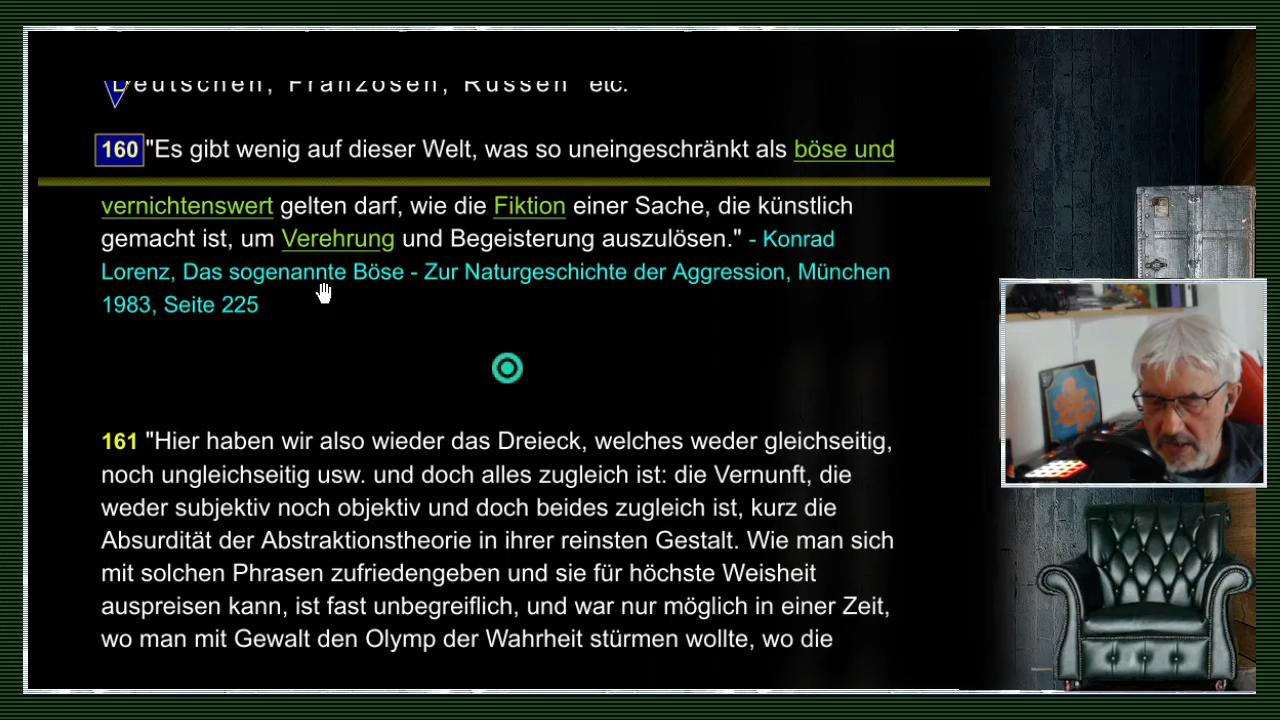 Deutschen, Franzosen, Russen etc.
160 "Es gibt wenig auf dieser Welt, was so uneingeschränkt als böse und
vernichtenswert gelten darf, wie die Fiktion einer Sache, die künstlich
gemacht ist, um Verehrung und Begeisterung auszulösen." - Konrad
Lorenz, Das sogenannte Böse - Zur Naturgeschichte der Aggression, München
1983, Seite 225
161 "Hier haben wir also wieder das Dreieck, welches weder gleichseitig,
noch ungleichseitig usw. und doch alles zugleich ist: die Vernunft, die
weder subjektiv noch objektiv und doch beides zugleich ist, kurz die
Absurdität der Abstraktionstheorie in ihrer reinsten Gestalt. Wie man sich
mit solchen Phrasen zufriedengeben und sie für höchste Weisheit
auspreisen kann, ist fast unbegreiflich, und war nur möglich in einer Zeit,
wo man mit Gewalt den Olymp der Wahrheit stürmen wollte, wo die